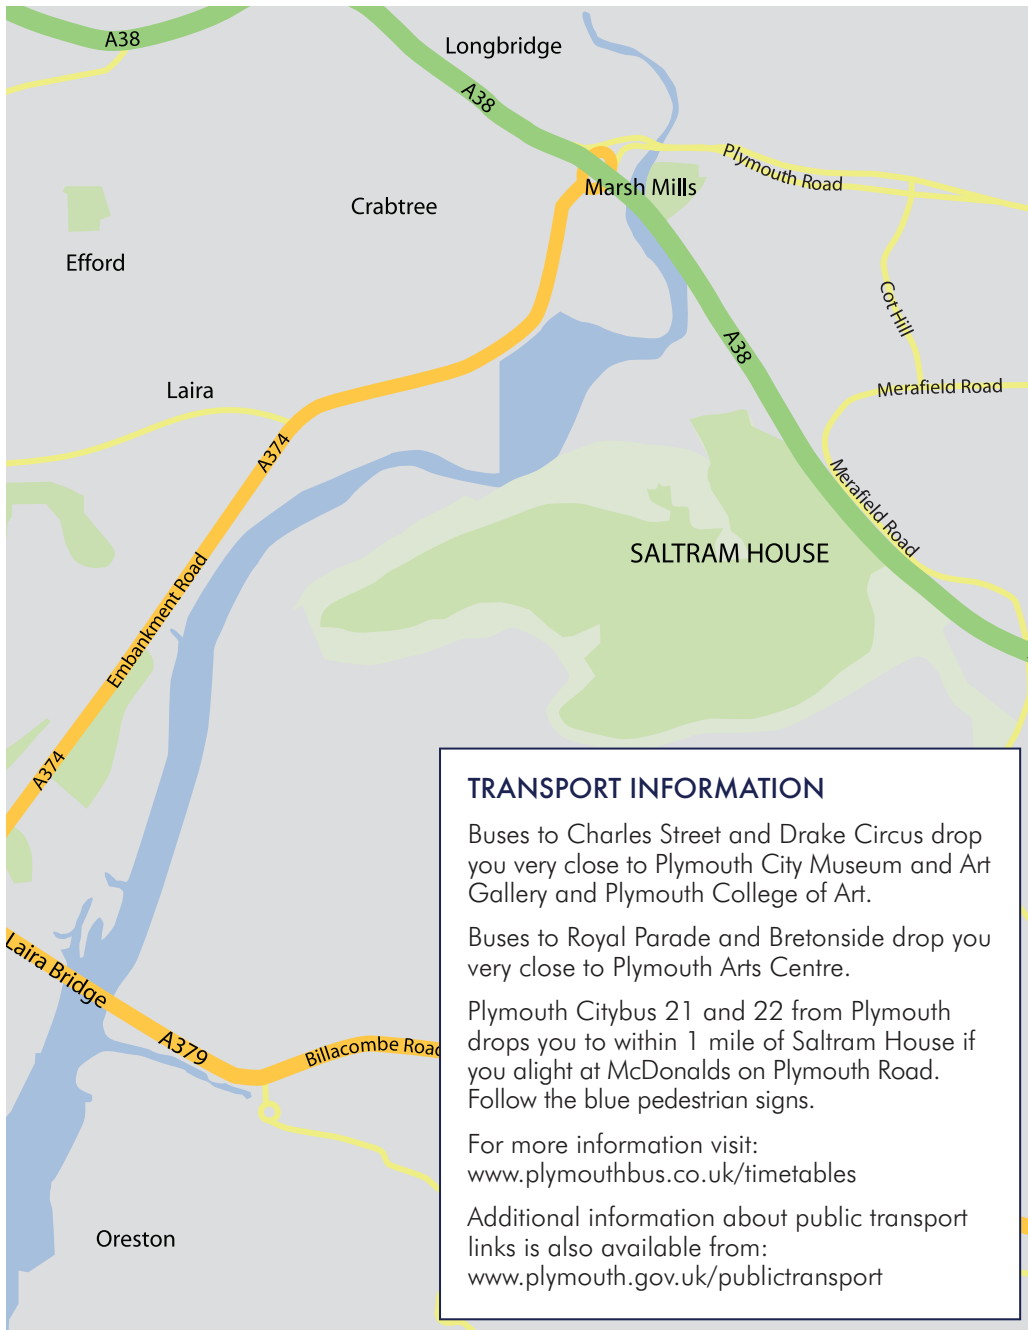 A38
Longbridge
A38
Plymouth Road
Marsh Mills
Crabtree
Efford
Cot Hill
A38
Laira
Merafield Road
A374
Merafield Road
SALTRAM HOUSE
Embankment Road
A374
Laira Bridge
A379
Billacombe Road
Oreston
TRANSPORT INFORMATION
Buses to Charles Street and Drake Circus drop
you very close to Plymouth City Museum and Art
Gallery and Plymouth College of Art.
Buses to Royal Parade and Bretonside drop you
very close to Plymouth Arts Centre.
Plymouth Citybus 21 and 22 from Plymouth
drops you to within 1 mile of Saltram House if
you alight at McDonalds on Plymouth Road.
Follow the blue pedestrian signs.
For more information visit:
www.plymouthbus.co.uk/timetables
Additional information about public transport
links is also available from:
www.plymouth.gov.uk/publictransport